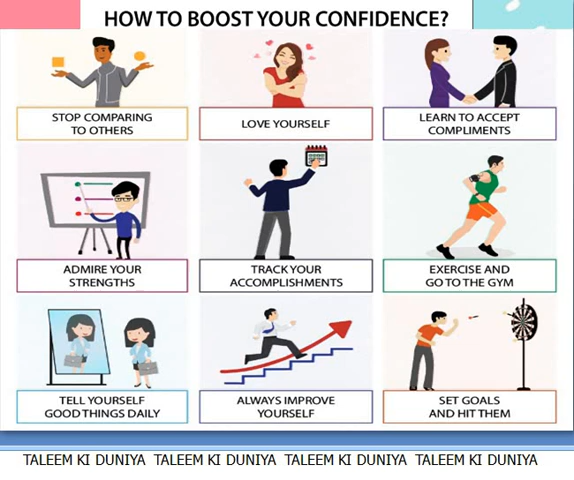 HOW TO BOOST YOUR CONFIDENCE?
STOP COMPARING
TO OTHERS
LOVE YOURSELF
LEARN TO ACCEPT
COMPLIMENTS
ADMIRE YOUR
STRENGTHS
TRACK YOUR
ACCOMPLISHMENTS
EXERCISE AND
GO TO THE GYM
TELL YOURSELF
GOOD THINGS DAILY
ALWAYS IMPROVE
YOURSELF
SET GOALS
AND HIT THEM
TALEEM KI DUNIYA TALEEM KI DUNIYA TALEEM KI DUNIYA TALEEM KI DUNIYA